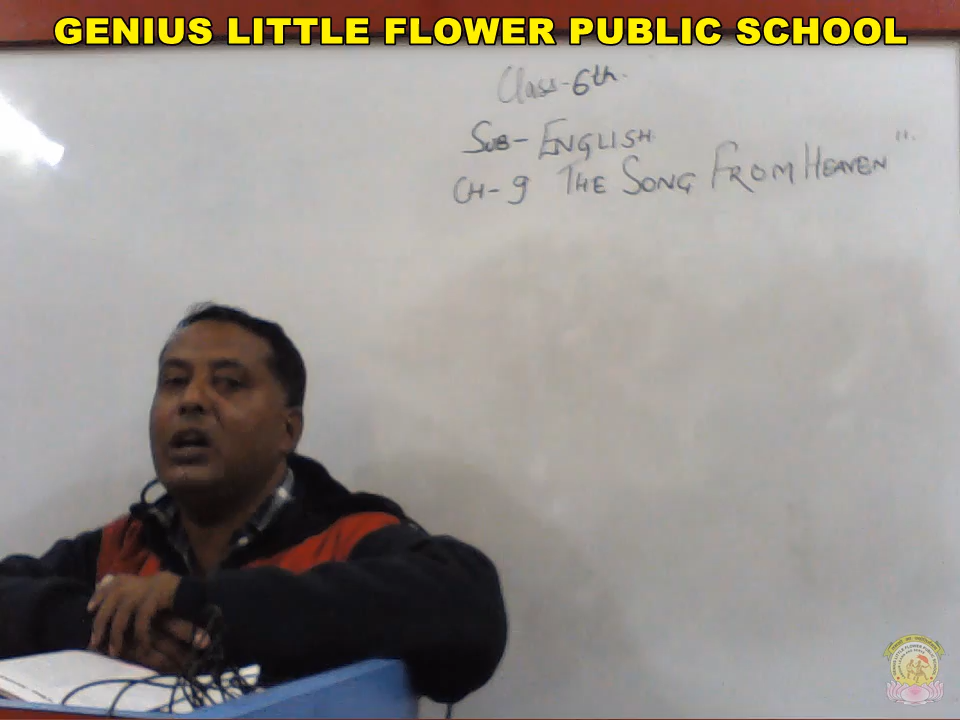 GENIUS LITTLE FLOWER PUBLIC SCHOOL
Class-6th.
SUB- ENGLISH
CH-9 THE SONG FROM HEAVEN".